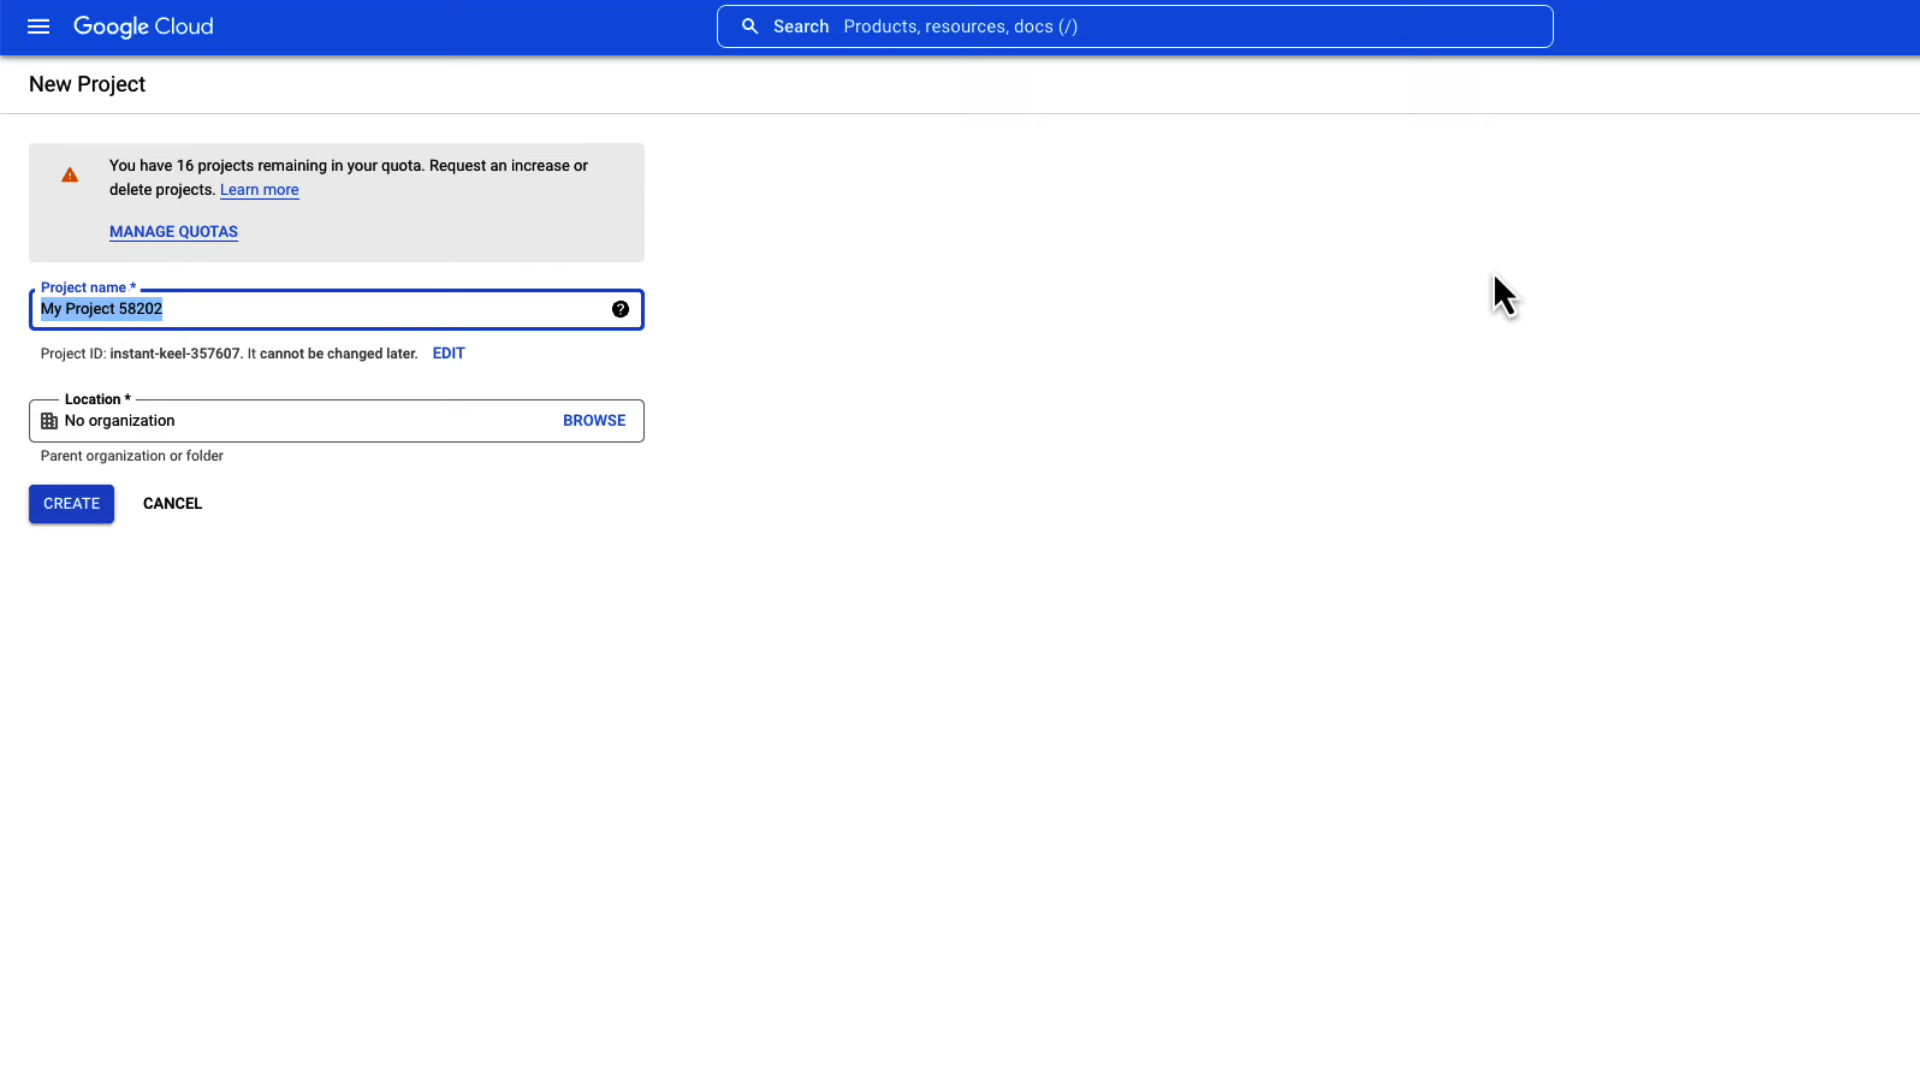 Google Cloud
Search Products, resources, docs (/)
New Project
You have 16 projects remaining in your quota. Request an increase or
delete projects. Learn more
MANAGE QUOTAS
Project name *
My Project 58202
Project ID: instant-keel-357607. It cannot be changed later. EDIT
Location *
No organization BROWSE
Parent organization or folder
CREATE CANCEL